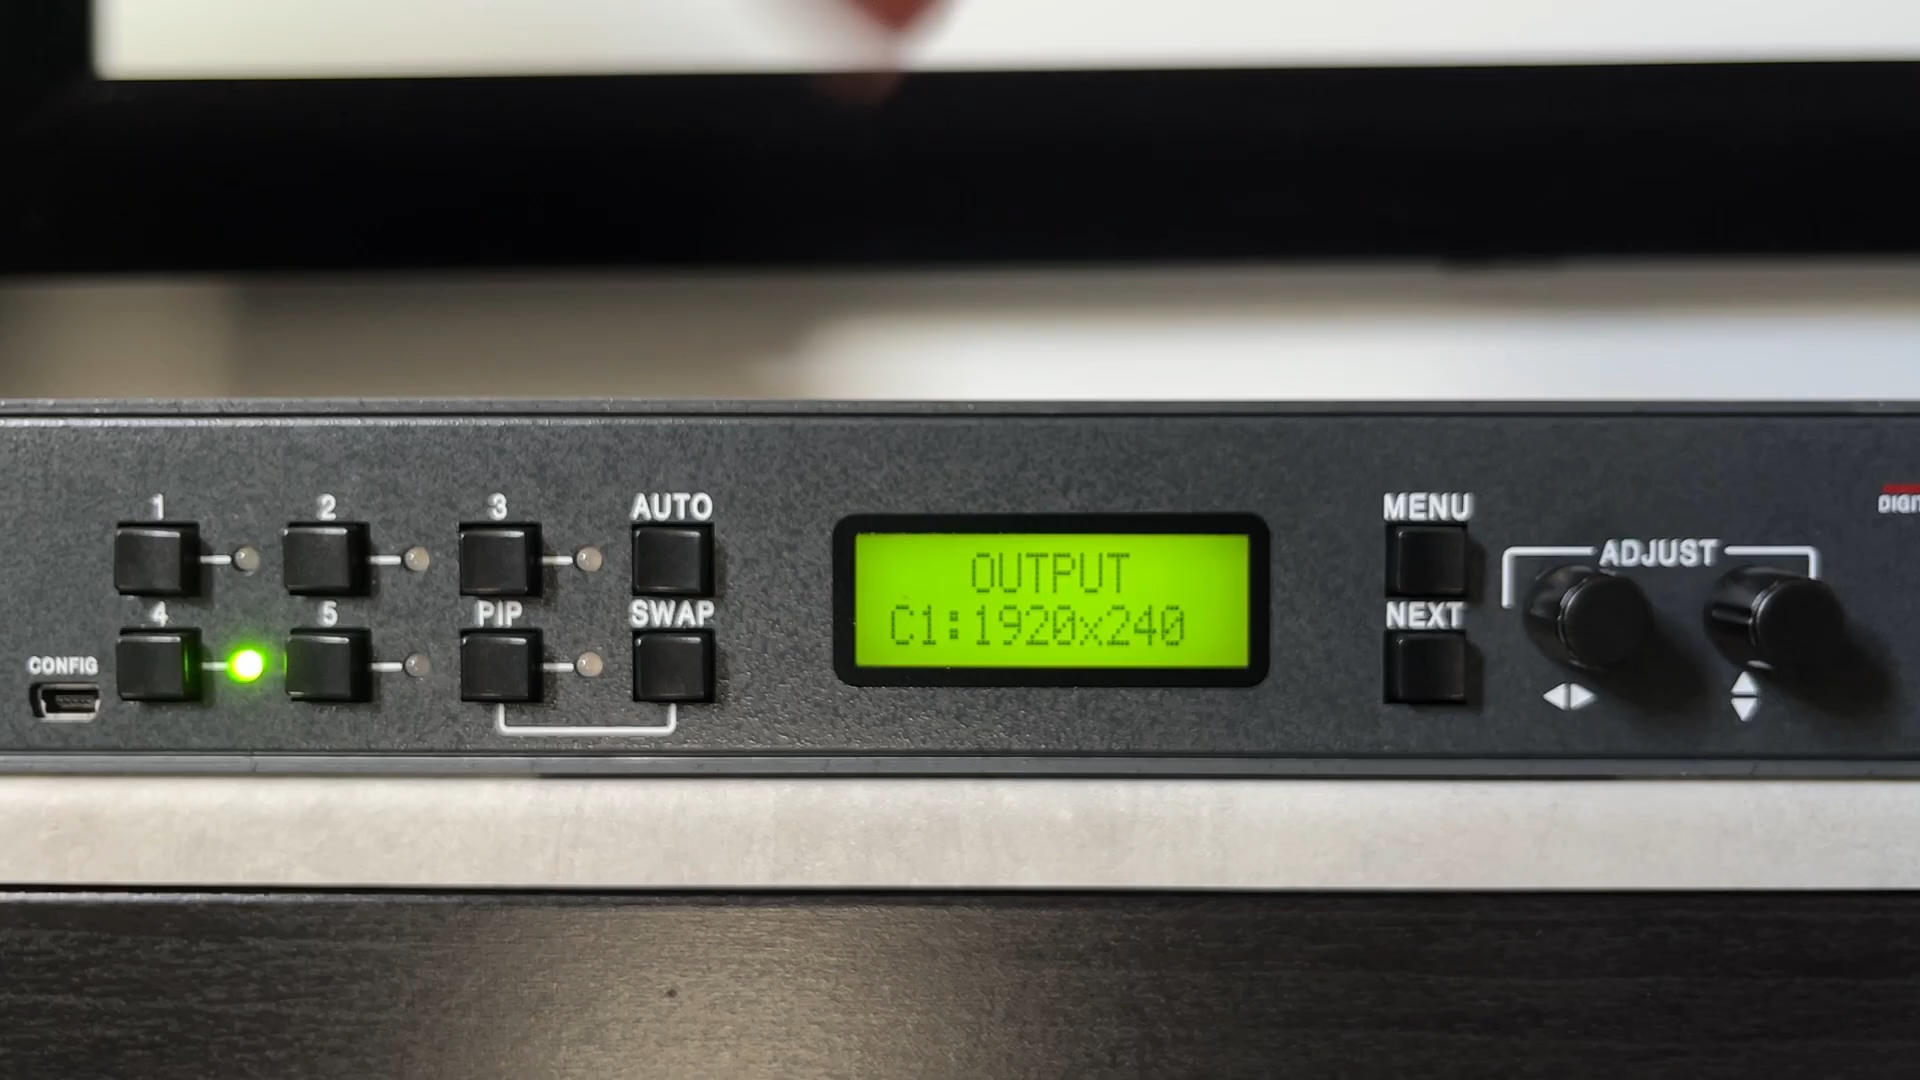 1 2 3 AUTO
4 5 PIP SWAP
CONFIG
OUTPUT
C1:1920x240
MENU
NEXT
ADJUST